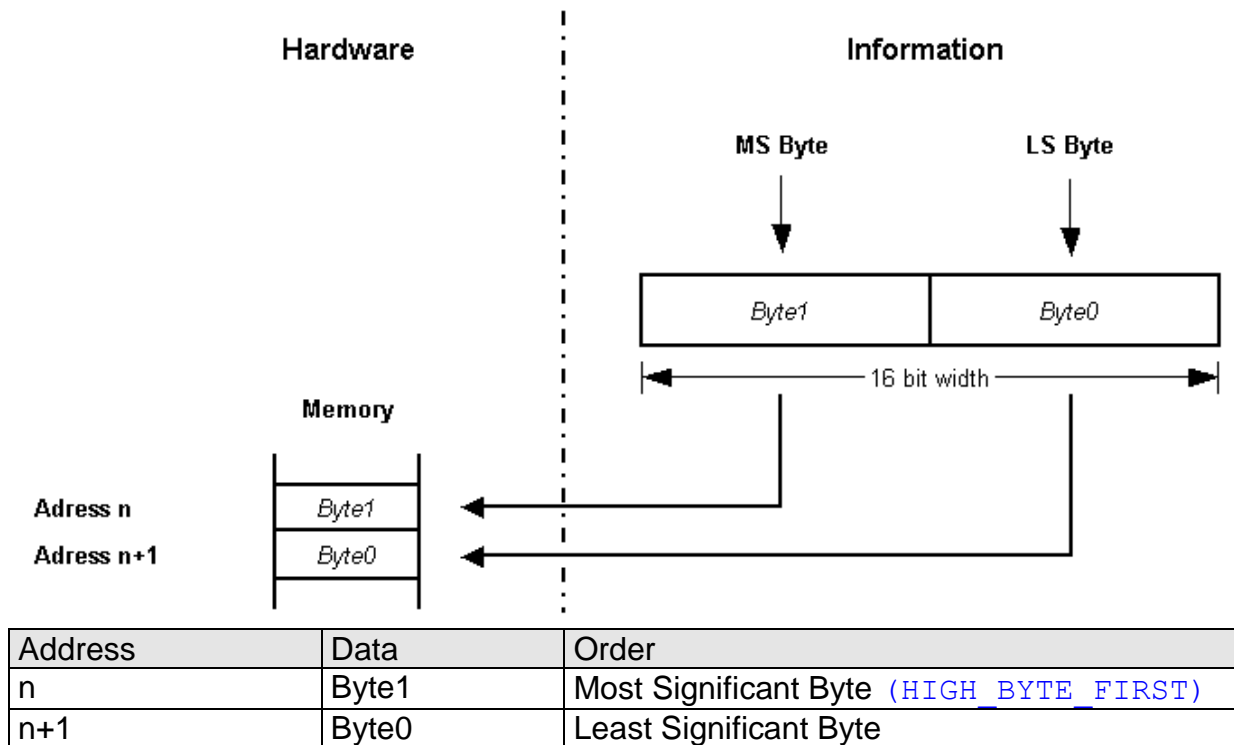 Hardware Information
MS Byte LS Byte
Byte1 Byte0
16 bit width
Memory
Adress n Byte1
Adress n+1 Byte0
Address Data Order
n Byte1 Most Significant Byte (HIGH_BYTE_FIRST)
n+1 Byte0 Least Significant Byte